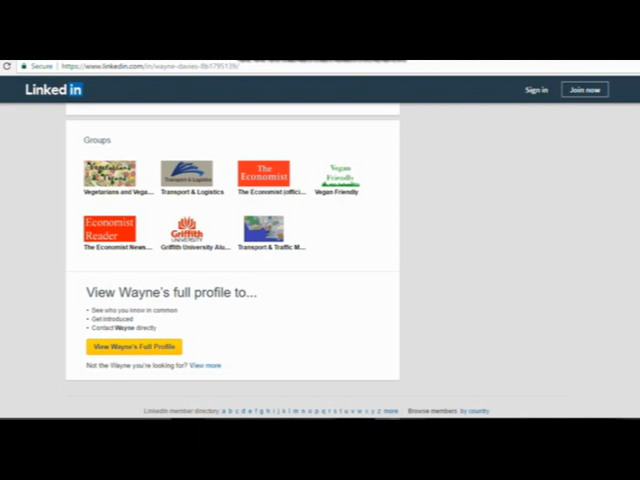 Secure https://www.linkedin.com/in/wayne-davies-8b1795139/
Linked in Sign in Join now
Groups
Vegetarians and Vega... Transport & Logistics The Economist (offici... Vegan Friendly
Transport & Logistics
The Economist
Vegan Friendly
Economist Reader
Griffith UNIVERSITY
The Economist News... Griffith University Alu... Transport & Traffic M...
View Wayne's full profile to...
• See who you know in common
• Get introduced
• Contact Wayne directly
View Wayne's Full Profile
Not the Wayne you're looking for? View more
LinkedIn member directory: a b c d e f g h i j k l m n o p q r s t u v w x y z more Browse members by country